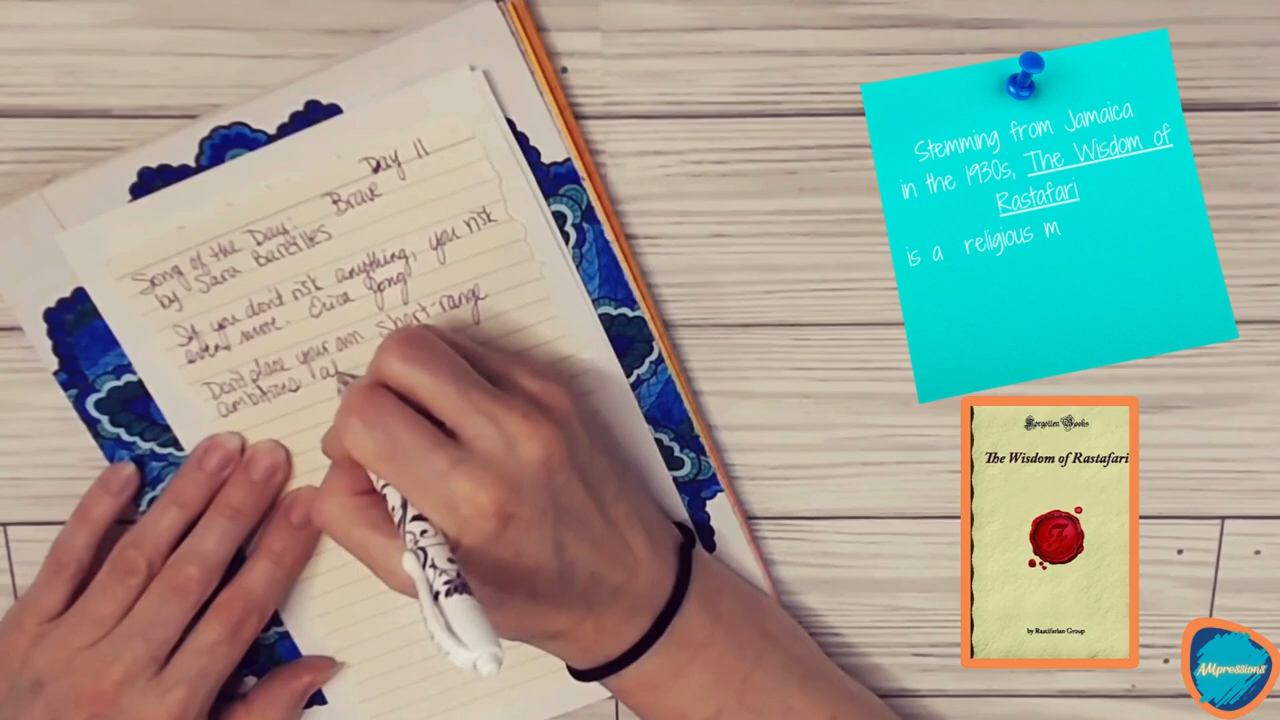 Day 11
Song of the Day: Brave
by Sara Bareilles
If you don't risk anything, you risk
even more. Erica Jong
Don't place your own short-range
ambitions
Stemming from Jamaica
in the 1930s, The Wisdom of
Rastafari
is a religious m
Forgotten Books
The Wisdom of Rastafari
by Rastifarian Group
AMpressions